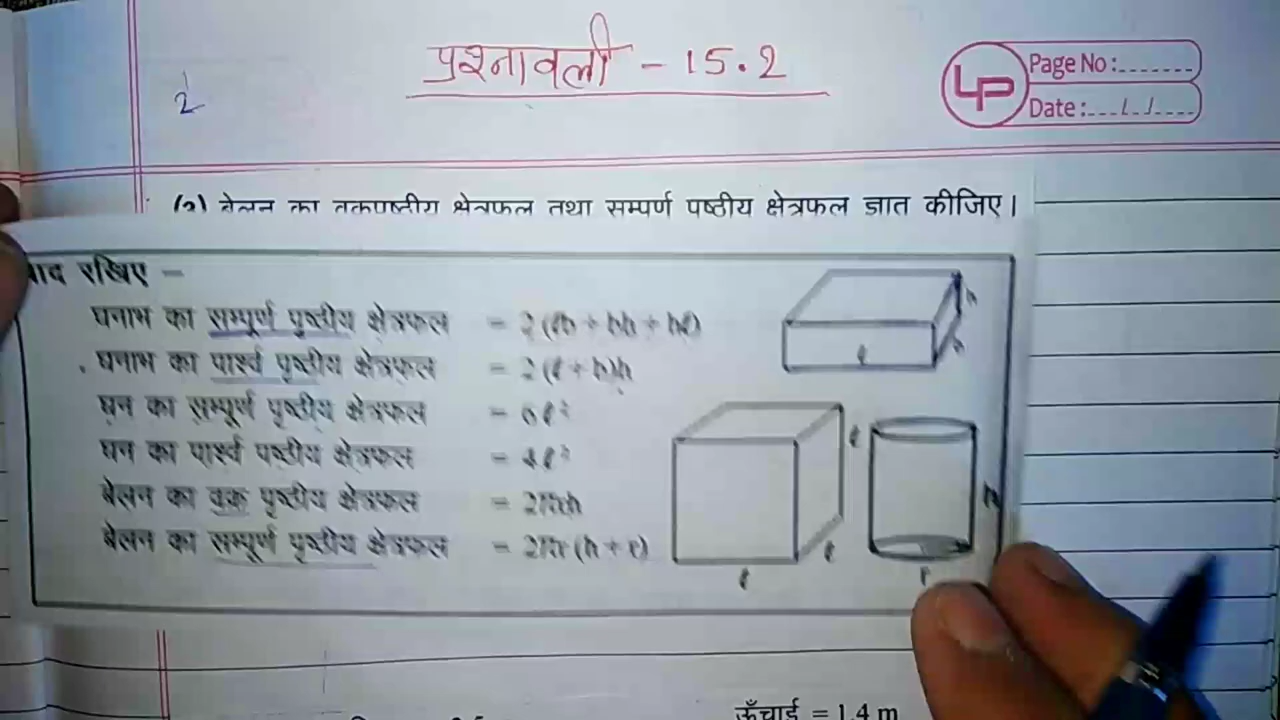 प्रश्नावली - 15.2
LP
Page No :.......
Date :...../..../.....
2
(3) बेलन का वक्रपृष्ठीय क्षेत्रफल तथा सम्पूर्ण पृष्ठीय क्षेत्रफल ज्ञात कीजिए।
याद रखिए –
घनाभ का सम्पूर्ण पृष्ठीय क्षेत्रफल = 2 (ℓb + bh + hℓ)
घनाभ का पार्श्व पृष्ठीय क्षेत्रफल = 2 (ℓ + b)h
घन का सम्पूर्ण पृष्ठीय क्षेत्रफल = 6ℓ²
घन का पार्श्व पृष्ठीय क्षेत्रफल = 4ℓ²
बेलन का वक्र पृष्ठीय क्षेत्रफल = 2πrh
बेलन का सम्पूर्ण पृष्ठीय क्षेत्रफल = 2πr (h + r)
h
b
ℓ
ℓ
ℓ
ℓ
h
r
ऊँचाई = 1.4 m